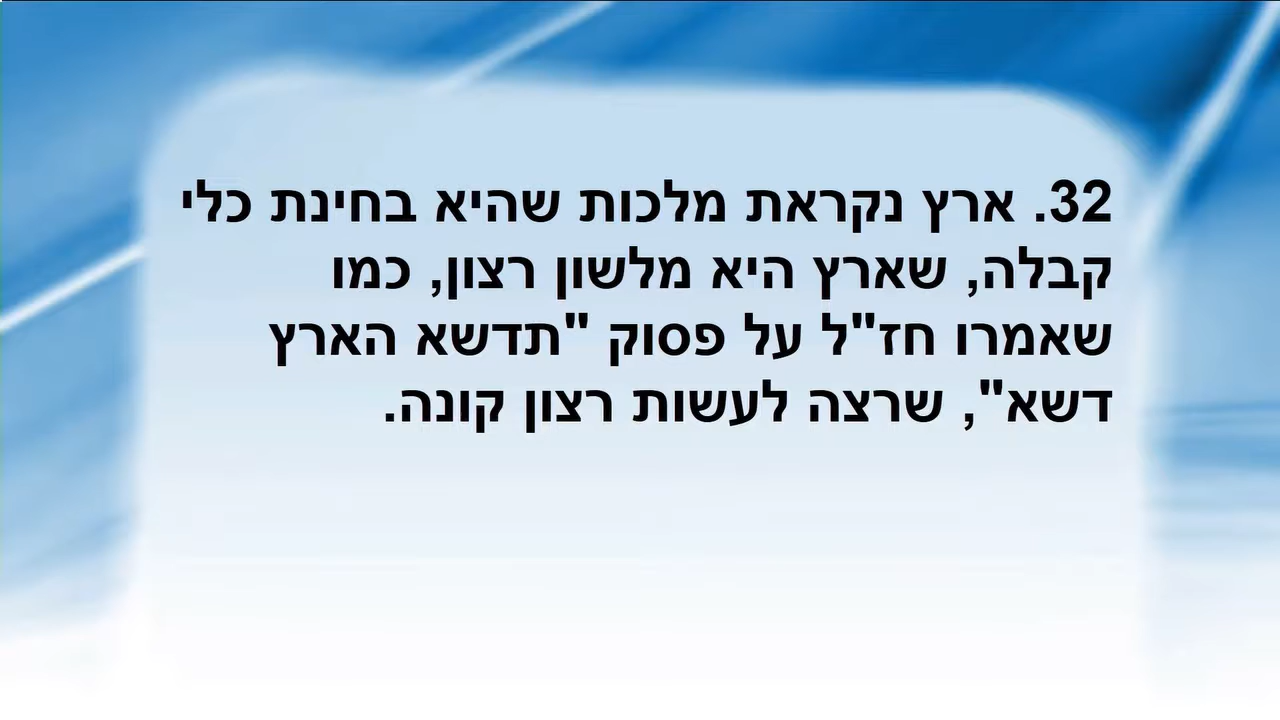 32. ארץ נקראת מלכות שהיא בחינת כלי
קבלה, שארץ היא מלשון רצון, כמו
שאמרו חז"ל על פסוק "תדשא הארץ
דשא", שרצה לעשות רצון קונה.